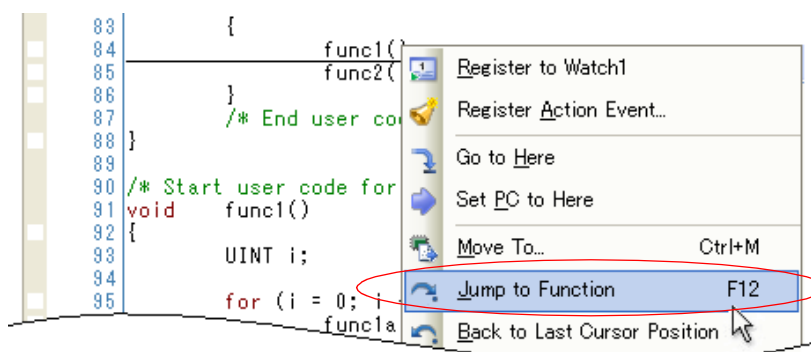 83 {
84 func1()
85 func2(
86 }
87 /* End user co
88 }
89
90 /* Start user code for
91 void func1()
92 {
93 UINT i;
94
95 for (i = 0; i
func1a
Register to Watch1
Register Action Event...
Go to Here
Set PC to Here
Move To... Ctrl+M
Jump to Function F12
Back to Last Cursor Position